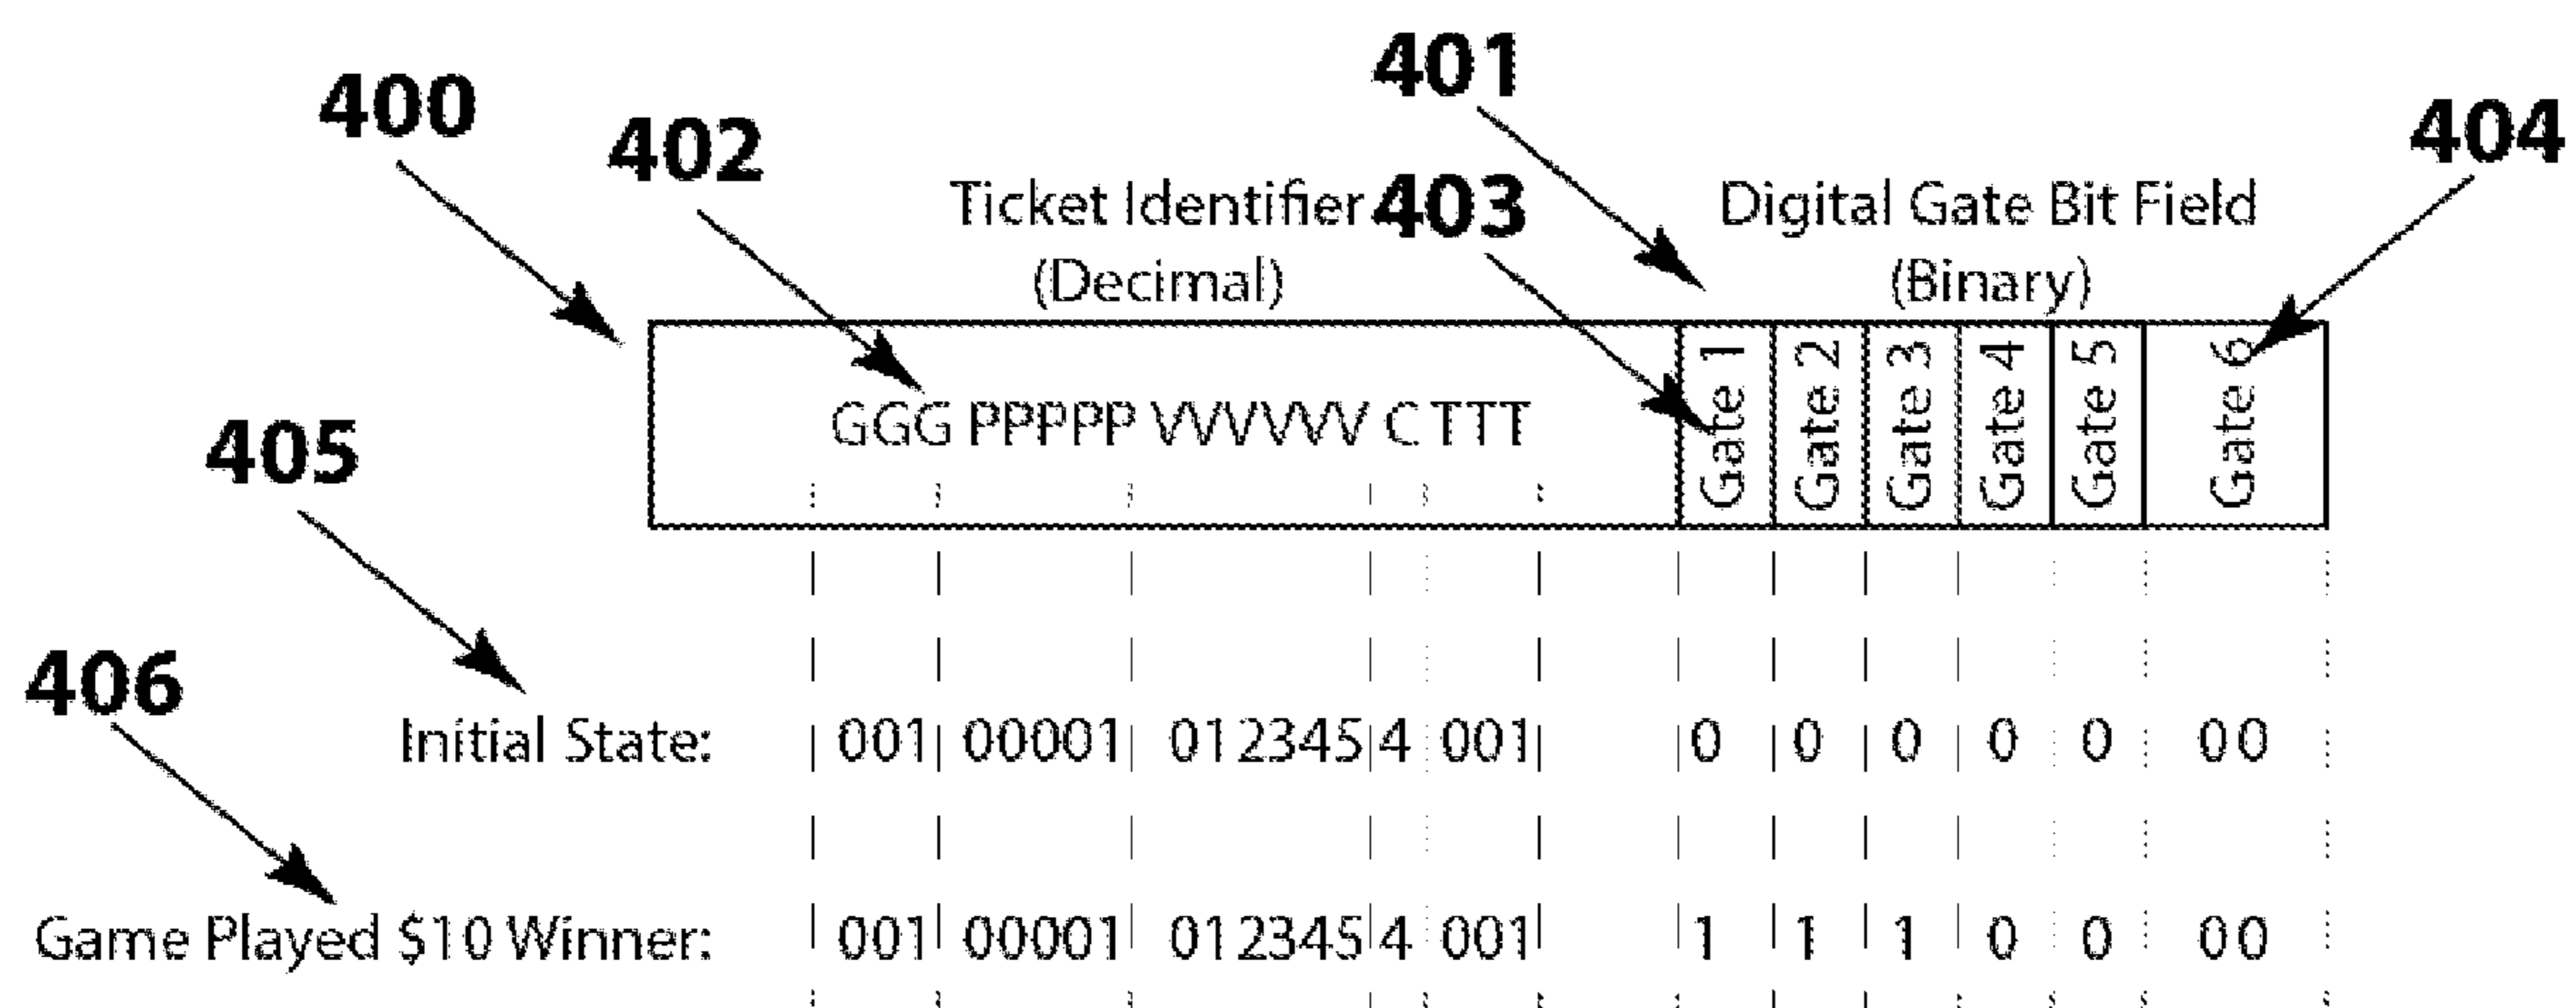 401
400
404
402
Ticket Identifier 403 Digital Gate Bit Field
(Decimal) (Binary)
GGG PPPPP VVVVVV C TTT Gate 1 Gate 2 Gate 3 Gate 4 Gate 5 Gate 6
405
406
Initial State: 001 00001 012345 4 001 0 0 0 0 0 00
Game Played $10 Winner: 001 00001 012345 4 001 1 1 1 0 0 00